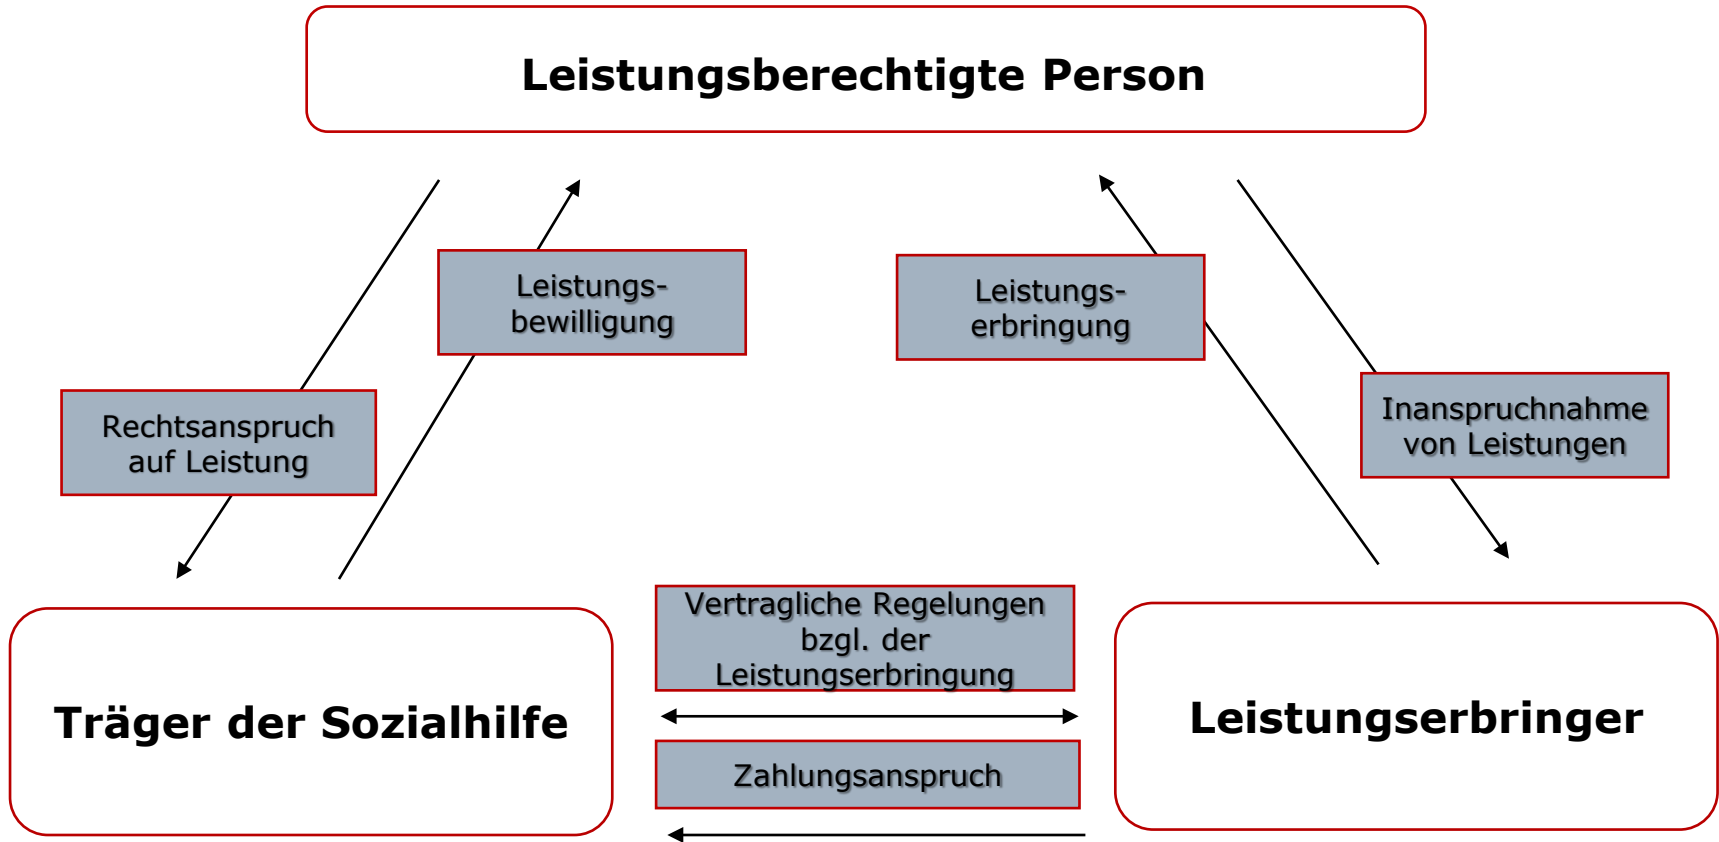 Leistungsberechtigte Person
Leistungs-
bewilligung
Leistungs-
erbringung
Rechtsanspruch
auf Leistung
Inanspruchnahme
von Leistungen
Vertragliche Regelungen
bzgl. der
Leistungserbringung
Träger der Sozialhilfe
Leistungserbringer
Zahlungsanspruch